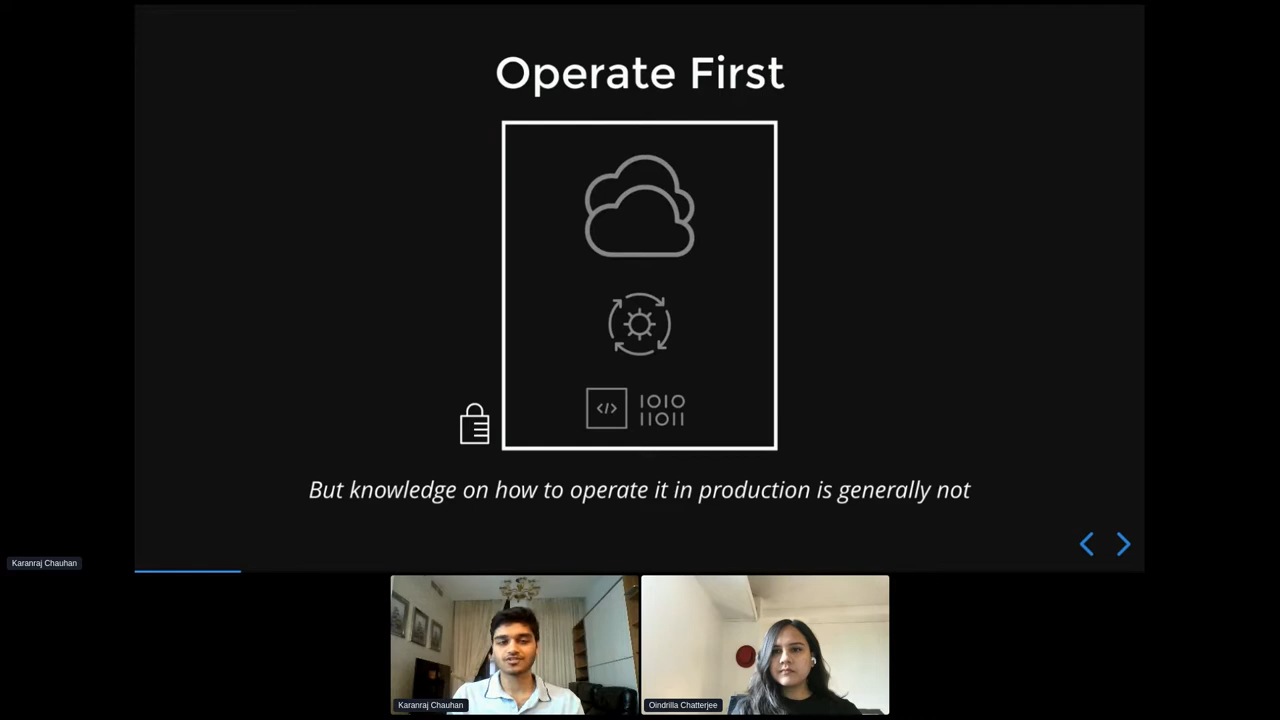 Operate First
</>
1010
11011
But knowledge on how to operate it in production is generally not
Karanraj Chauhan
Karanraj Chauhan
Oindrilla Chatterjee